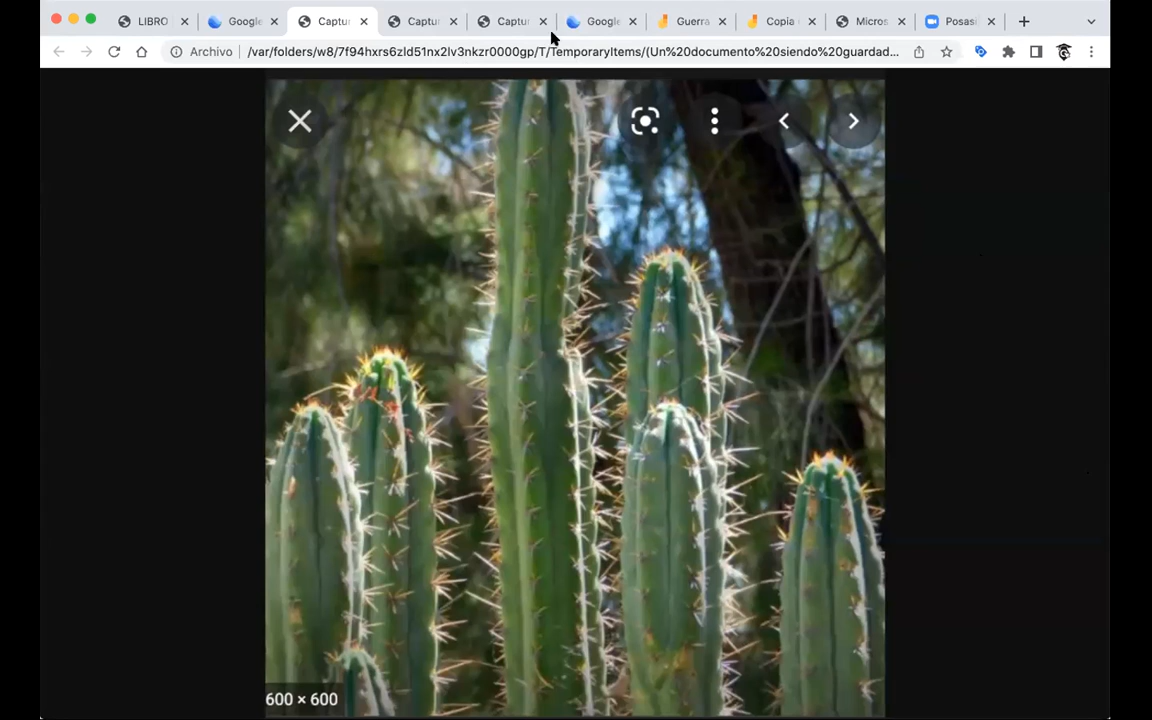 LIBRO
Google
Captur
Captur
Captur
Google
Guerra
Copia
Micros
Posasi
Archivo
/var/folders/w8/7f94hxrs6zld51nx2lv3nkzr0000gp/T/TemporaryItems/(Un%20documento%20siendo%20guardad...
600 × 600